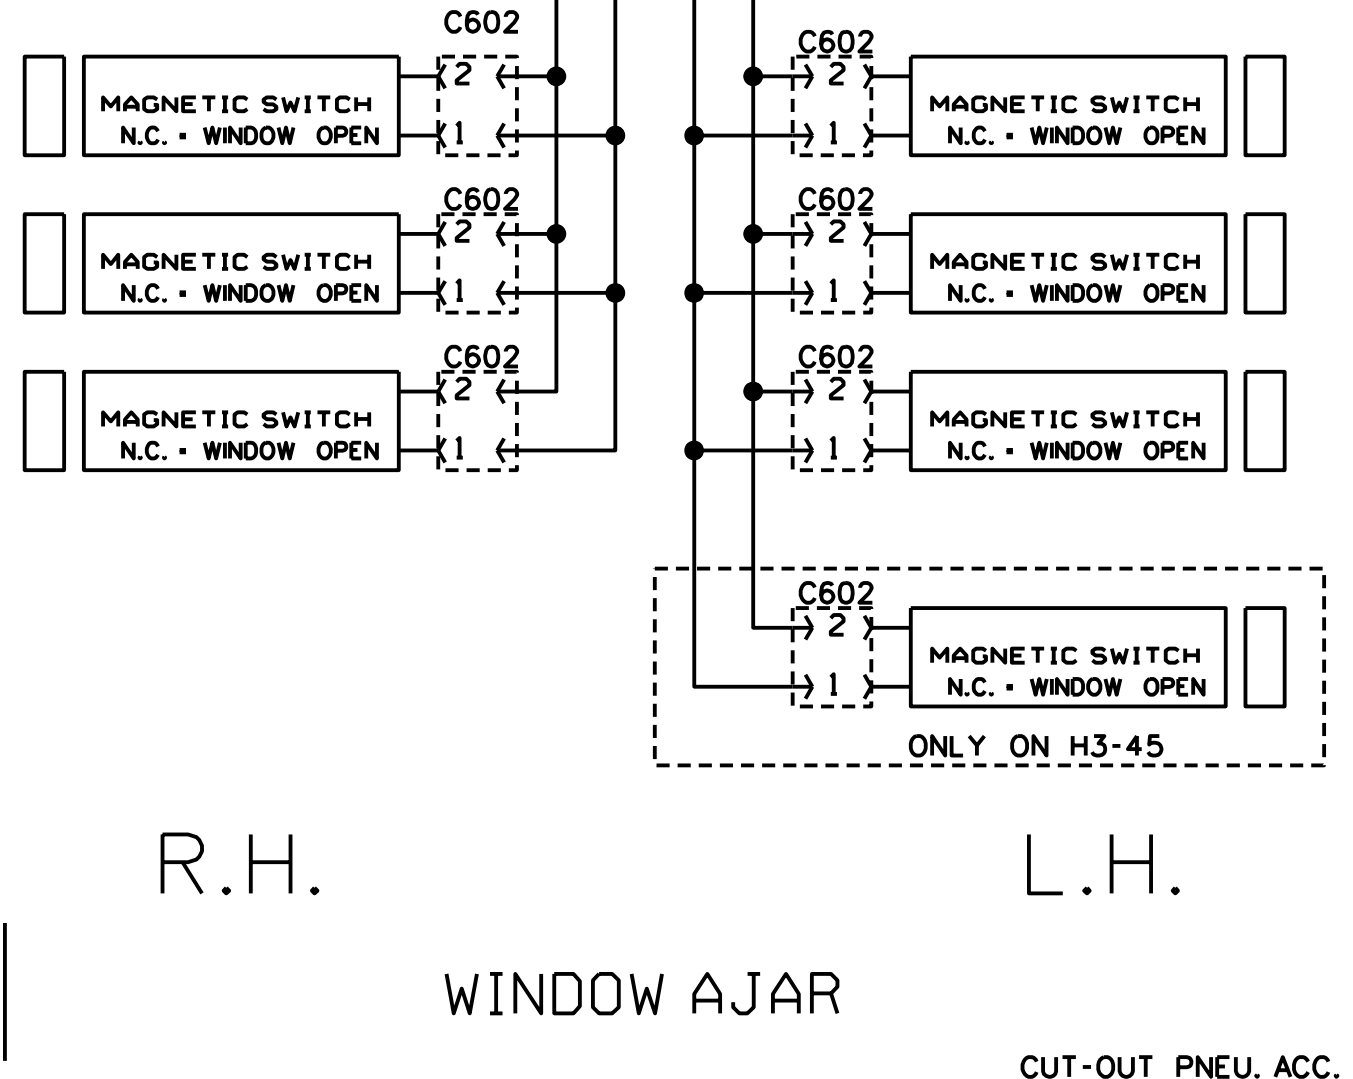 C602
C602
2
2
MAGNETIC SWITCH
MAGNETIC SWITCH
N.C. - WINDOW OPEN
1
1
N.C. - WINDOW OPEN
C602
C602
2
2
MAGNETIC SWITCH
MAGNETIC SWITCH
N.C. - WINDOW OPEN
1
1
N.C. - WINDOW OPEN
C602
C602
2
2
MAGNETIC SWITCH
MAGNETIC SWITCH
N.C. - WINDOW OPEN
1
1
N.C. - WINDOW OPEN
C602
2
MAGNETIC SWITCH
1
N.C. - WINDOW OPEN
ONLY ON H3-45
R.H.
L.H.
WINDOW AJAR
CUT-OUT PNEU. ACC.